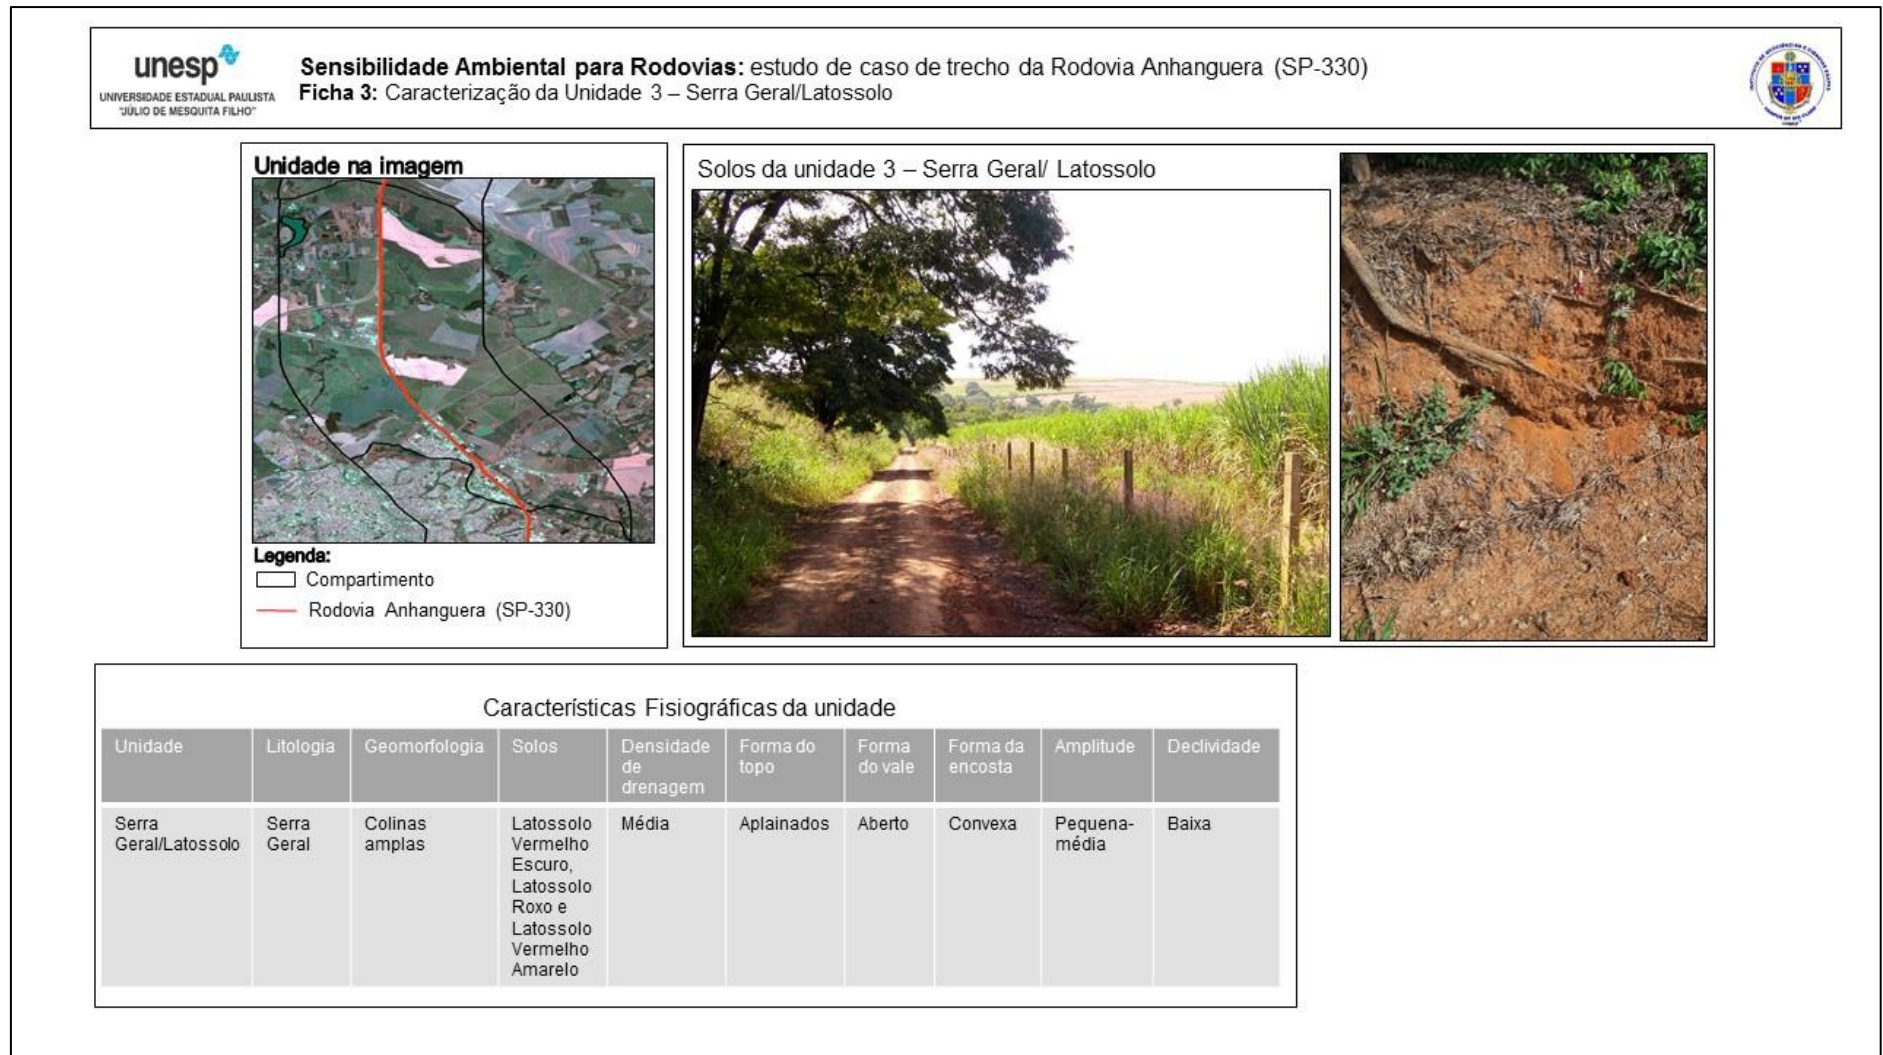 unesp
UNIVERSIDADE ESTADUAL PAULISTA
"JÚLIO DE MESQUITA FILHO"
Sensibilidade Ambiental para Rodovias: estudo de caso de trecho da Rodovia Anhanguera (SP-330)
Ficha 3: Caracterização da Unidade 3 – Serra Geral/Latossolo
Unidade na imagem
Legenda:
Compartimento
Rodovia Anhanguera (SP-330)
Solos da unidade 3 – Serra Geral/ Latossolo
Características Fisiográficas da unidade
Unidade
Litologia
Geomorfologia
Solos
Densidade
de
drenagem
Forma do
topo
Forma
do vale
Forma da
encosta
Amplitude
Declividade
Serra
Geral/Latossolo
Serra
Geral
Colinas
amplas
Latossolo
Vermelho
Escuro,
Latossolo
Roxo e
Latossolo
Vermelho
Amarelo
Média
Aplainados
Aberto
Convexa
Pequena-
média
Baixa